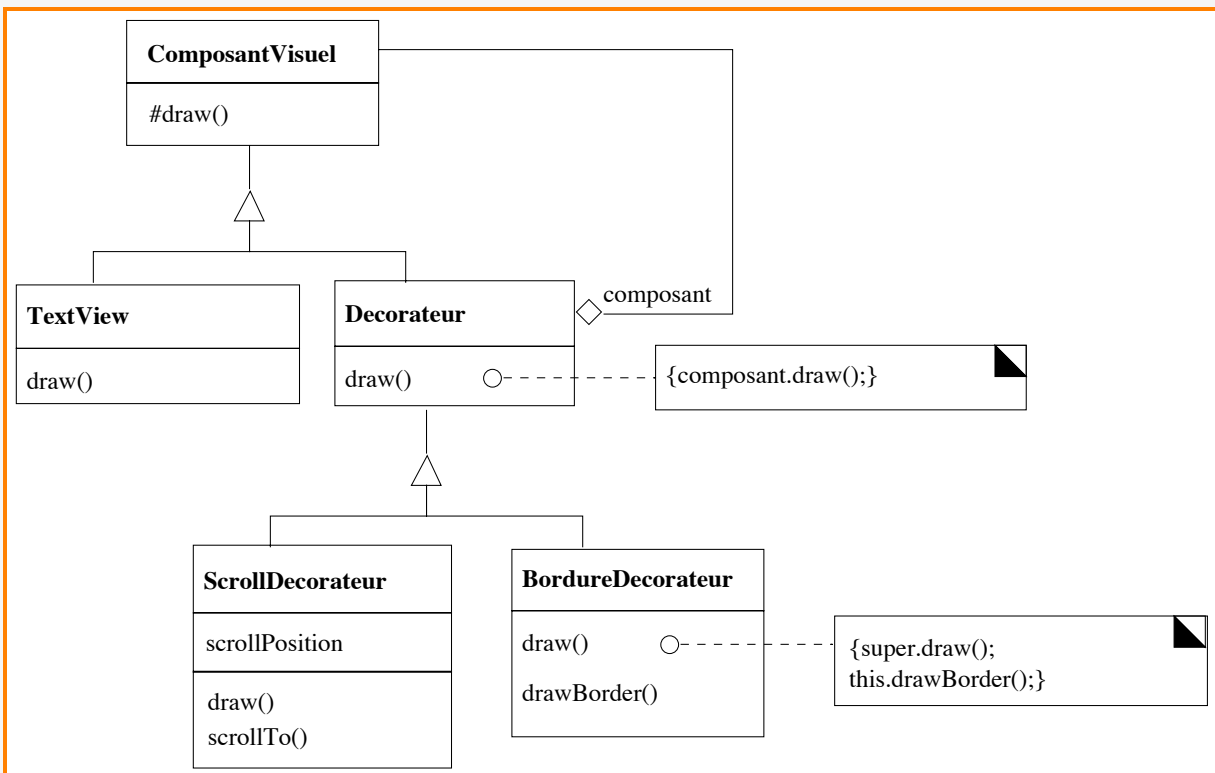 ComposantVisuel
#draw()
composant
TextView
draw()
Decorateur
draw()
{composant.draw();}
ScrollDecorateur
scrollPosition
draw()
scrollTo()
BordureDecorateur
draw()
drawBorder()
{super.draw();
this.drawBorder();}